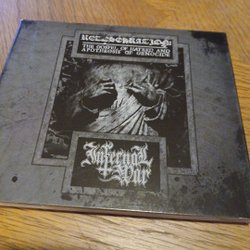 THE GOSPEL OF HATRED AND
APOTHEOSIS OF GENOCIDE
Infernal
War